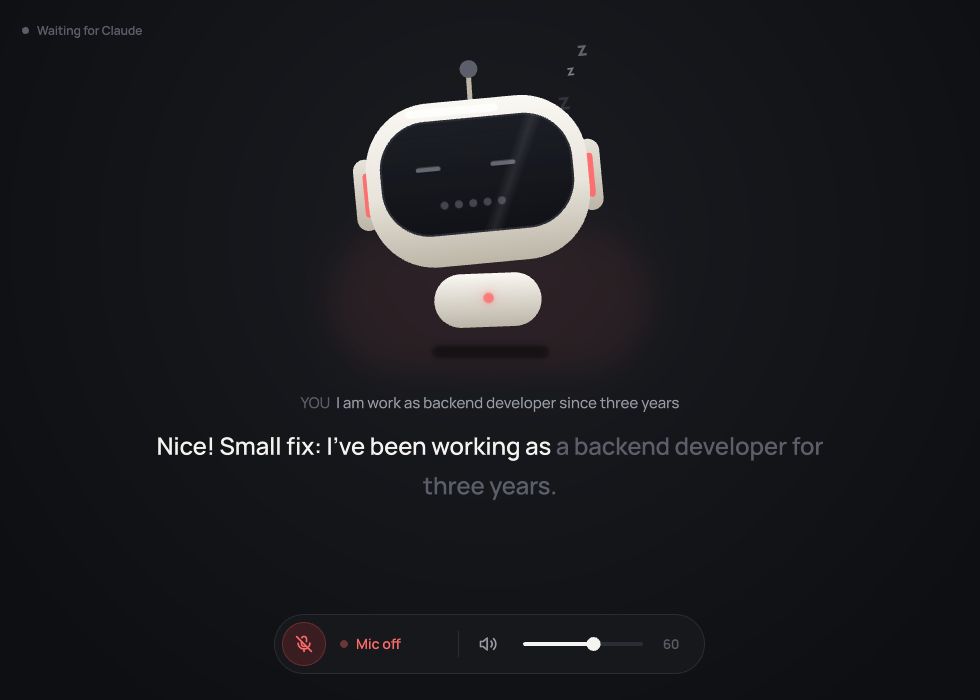 Waiting for Claude
z
z
z
YOU I am work as backend developer since three years
Nice! Small fix: I've been working as a backend developer for
three years.
Mic off
60